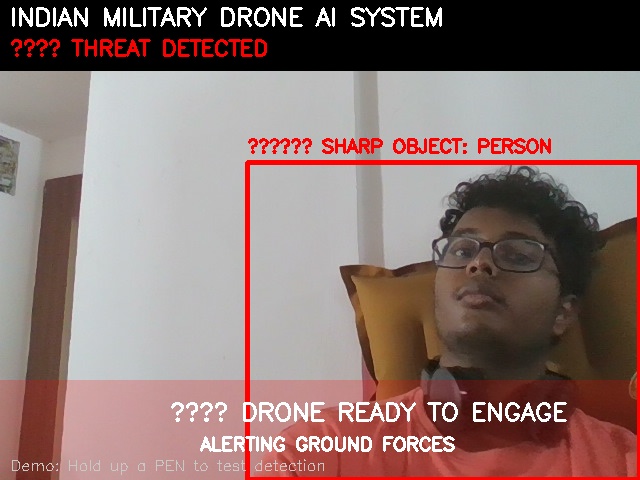 INDIAN MILITARY DRONE AI SYSTEM
???? THREAT DETECTED
?????? SHARP OBJECT: PERSON
???? DRONE READY TO ENGAGE
ALERTING GROUND FORCES
Demo: Hold up a PEN to test detection